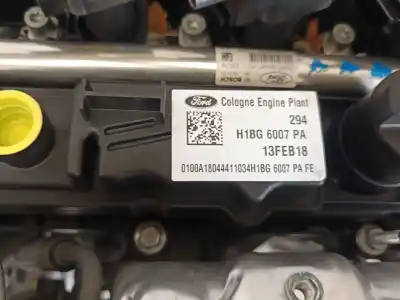 Ford
Cologne Engine Plant
294
H1BG 6007 PA
13FEB18
0100A18044411034H1BG 6007 PA FE